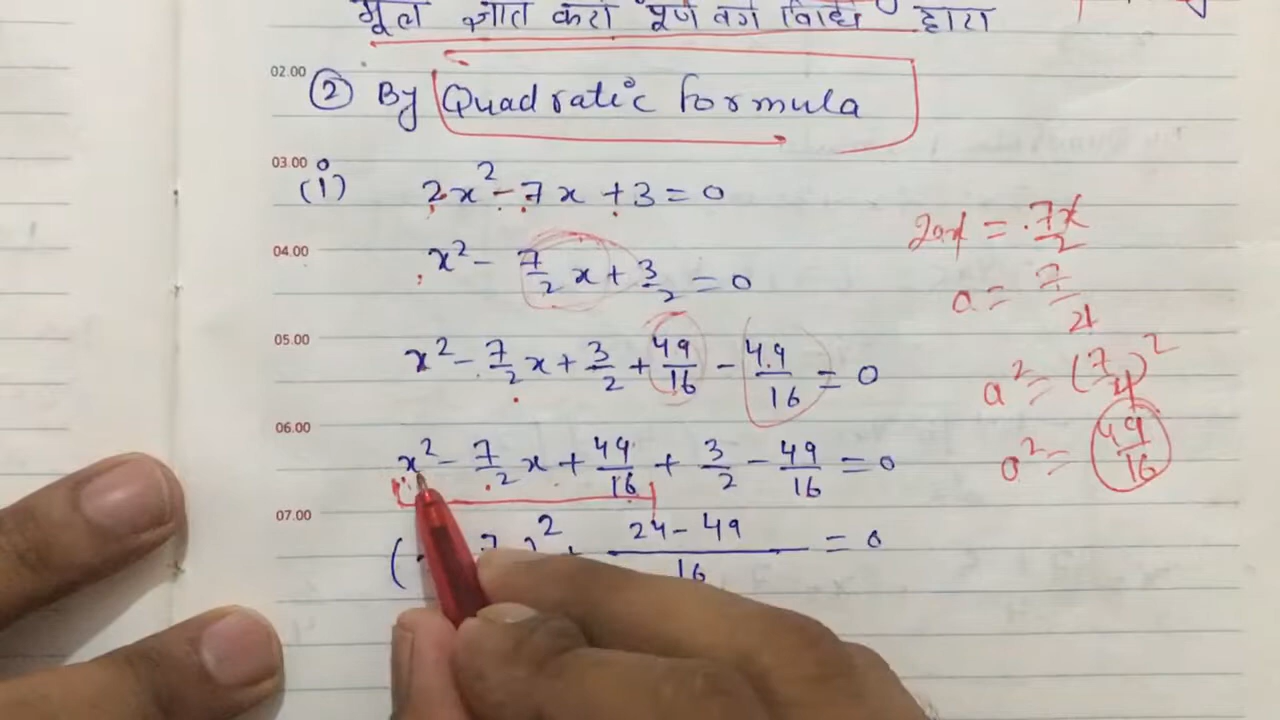 मूल ज्ञात करो पूर्ण वर्ग विधि द्वारा
02.00
② By Quadratic formula
03.00
(i) 2x² - 7x + 3 = 0
2ax = 7x/2
04.00
x² - 7/2 x + 3/2 = 0
a = 7/4
05.00
x² - 7/2 x + 3/2 + 49/16 - 49/16 = 0
a² = (7/4)²
06.00
x² - 7/2 x + 49/16 + 3/2 - 49/16 = 0
a² = 49/16
07.00
( 7 )² + 24 - 49/16 = 0